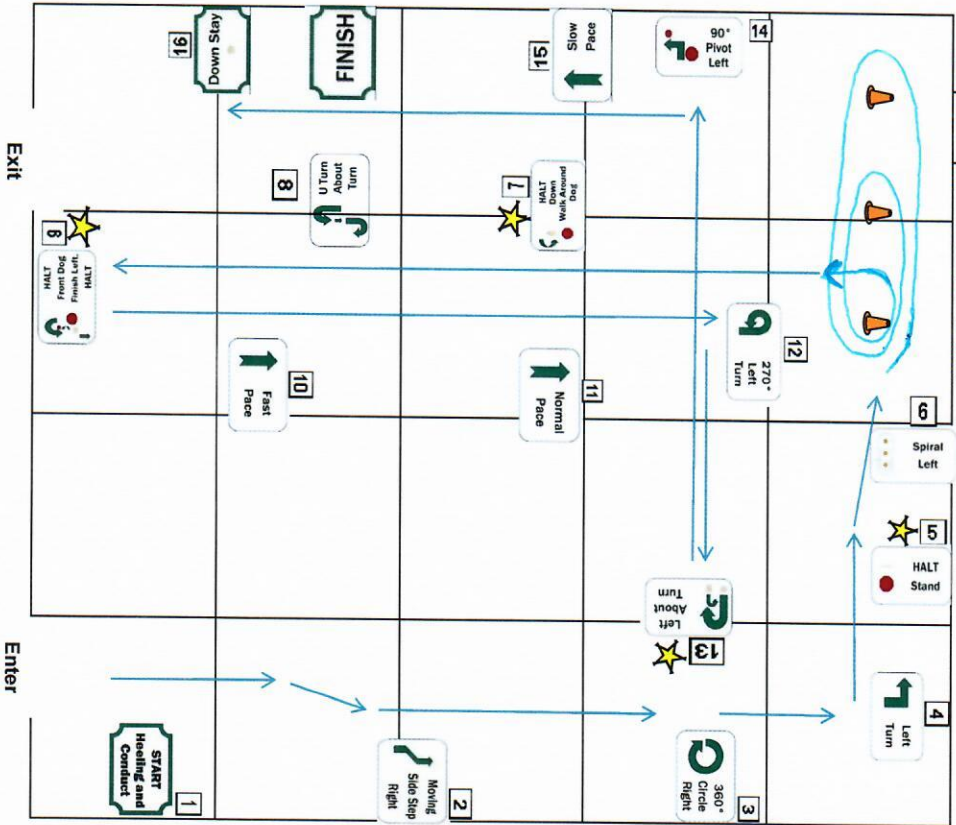 1
START
Heeling and
Conduct
2
Moving
Side Step
Right
3
360°
Circle
Right
4
Left
Turn
5
HALT
Stand
6
Spiral
Left
7
HALT
Down
Walk Around
Dog
8
U Turn
About
Turn
9
HALT
Front Dog
Finish Left.
HALT
10
Fast
Pace
11
Normal
Pace
12
270°
Left
Turn
13
Left
About
Turn
14
90°
Pivot
Left
15
Slow
Pace
16
Down Stay
FINISH
Exit
Enter